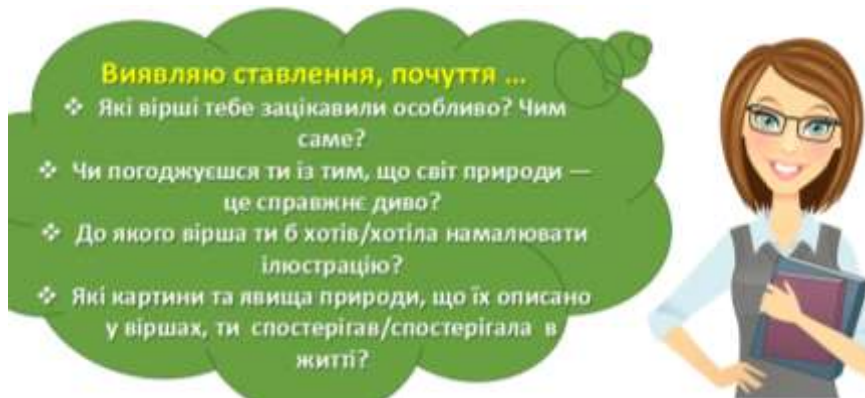 Виявляю ставлення, почуття ...
❖ Які вірші тебе зацікавили особливо? Чим
саме?
❖ Чи погоджуєшся ти із тим, що світ природи —
це справжнє диво?
❖ До якого вірша ти б хотів/хотіла намалювати
ілюстрацію?
❖ Які картини та явища природи, що їх описано
у віршах, ти спостерігав/спостерігала в
житті?